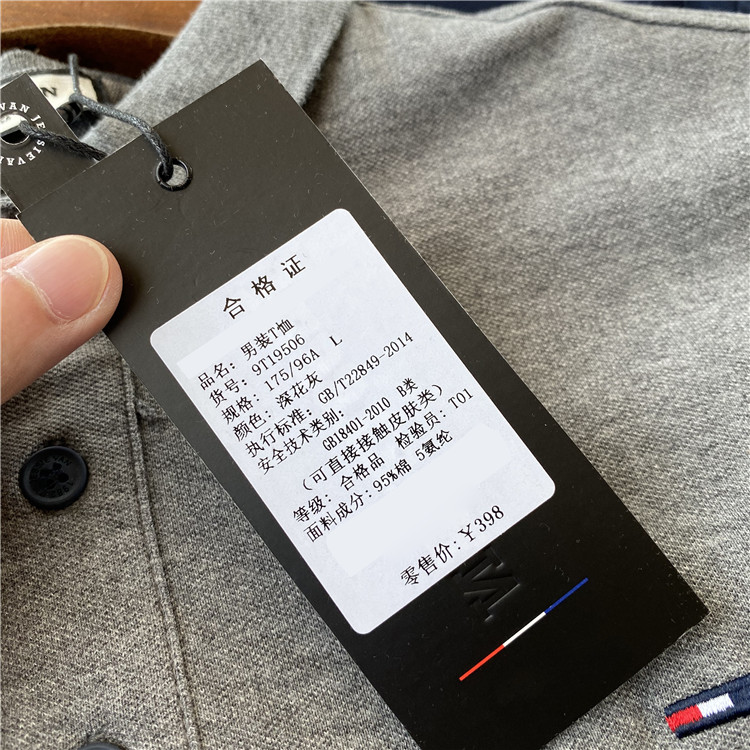 合格证
品名: 男装T恤
货号: 9T19506
规格: 175/96A L
颜色: 深花灰
执行标准: GB/T22849-2014
安全技术类别:
GB18401-2010 B类
(可直接接触皮肤类)
等级: 合格品 检验员: T01
面料成分: 95%棉 5氨纶
零售价: ¥398